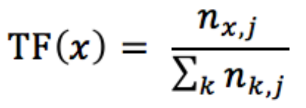 TF(x) = n_{x,j} / ∑_k n_{k,j}